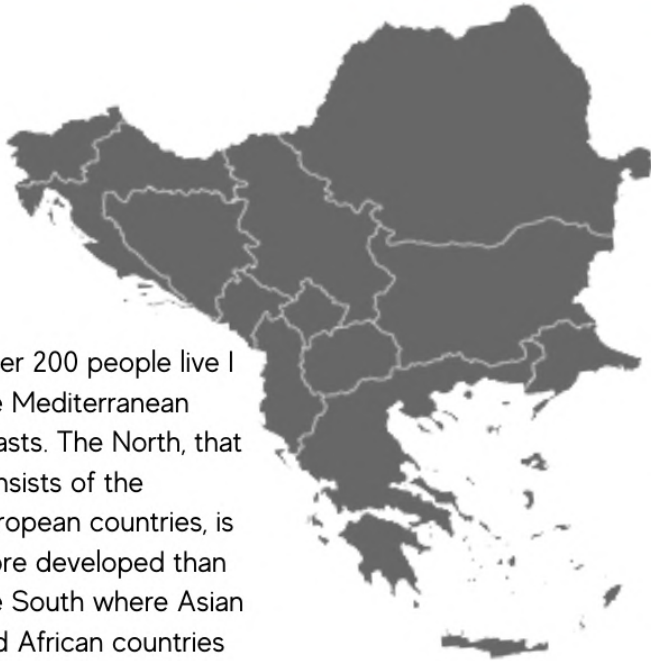 er 200 people live I
e Mediterranean
asts. The North, that
nsists of the
ropean countries, is
ore developed than
e South where Asian
d African countries